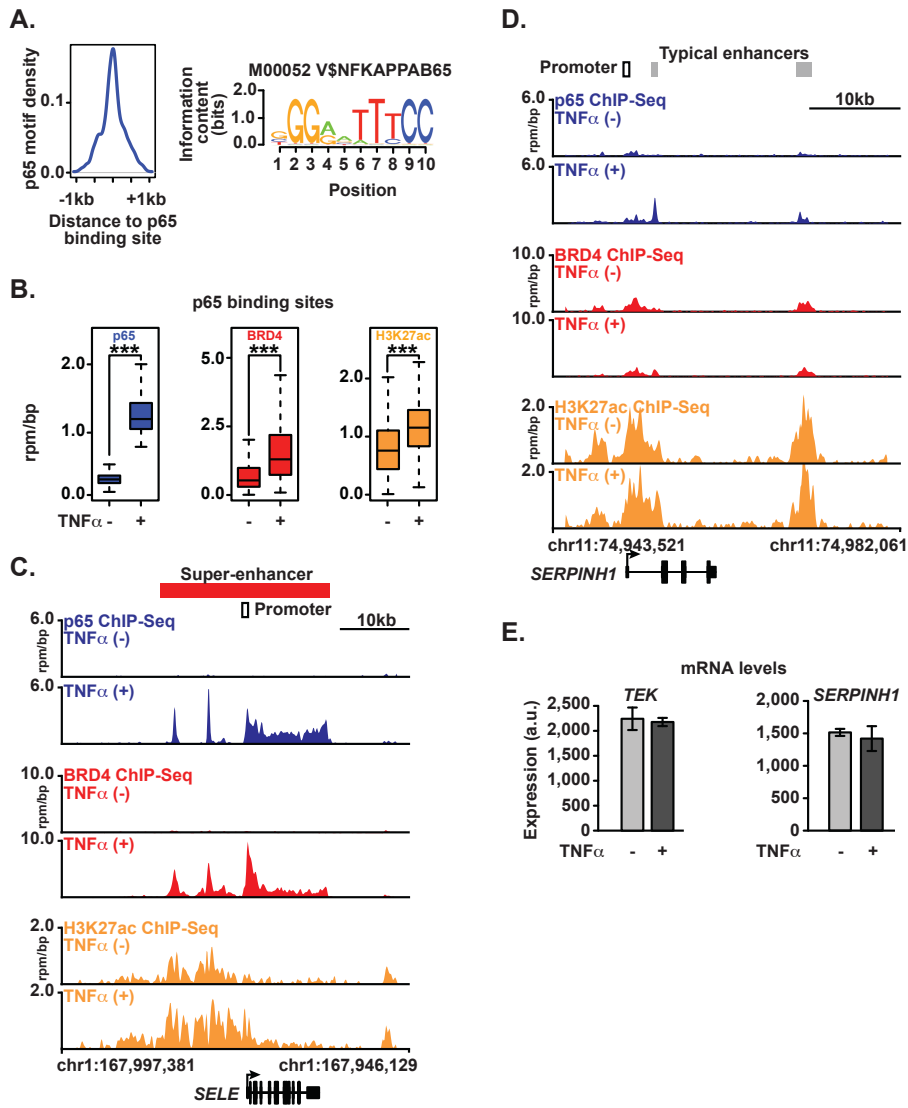 A.
p65 motif density
0.1
0.0
-1kb
+1kb
Distance to p65
binding site
M00052 V$NFKAPPAB65
Information
content
(bits)
2.0
1.0
0.0
1 2 3 4 5 6 7 8 9 10
Position
B.
p65 binding sites
rpm/bp
p65
***
2.0
1.0
0.0
BRD4
***
5.0
2.5
0.0
H3K27ac
***
2.0
1.0
0.0
TNFα - +
- +
- +
C.
Super-enhancer
Promoter
10kb
6.0
rpm/bp
p65 ChIP-Seq
TNFα (-)
6.0
TNFα (+)
10.0
rpm/bp
BRD4 ChIP-Seq
TNFα (-)
10.0
TNFα (+)
2.0
rpm/bp
H3K27ac ChIP-Seq
TNFα (-)
2.0
TNFα (+)
chr1:167,997,381
chr1:167,946,129
SELE
D.
Typical enhancers
Promoter
10kb
6.0
rpm/bp
p65 ChIP-Seq
TNFα (-)
6.0
TNFα (+)
10.0
rpm/bp
BRD4 ChIP-Seq
TNFα (-)
10.0
TNFα (+)
2.0
rpm/bp
H3K27ac ChIP-Seq
TNFα (-)
2.0
TNFα (+)
chr11:74,943,521
chr11:74,982,061
SERPINH1
E.
mRNA levels
Expression (a.u.)
TEK
2,500
2,000
1,500
1,000
500
0
TNFα - +
SERPINH1
2,000
1,500
1,000
500
0
TNFα - +